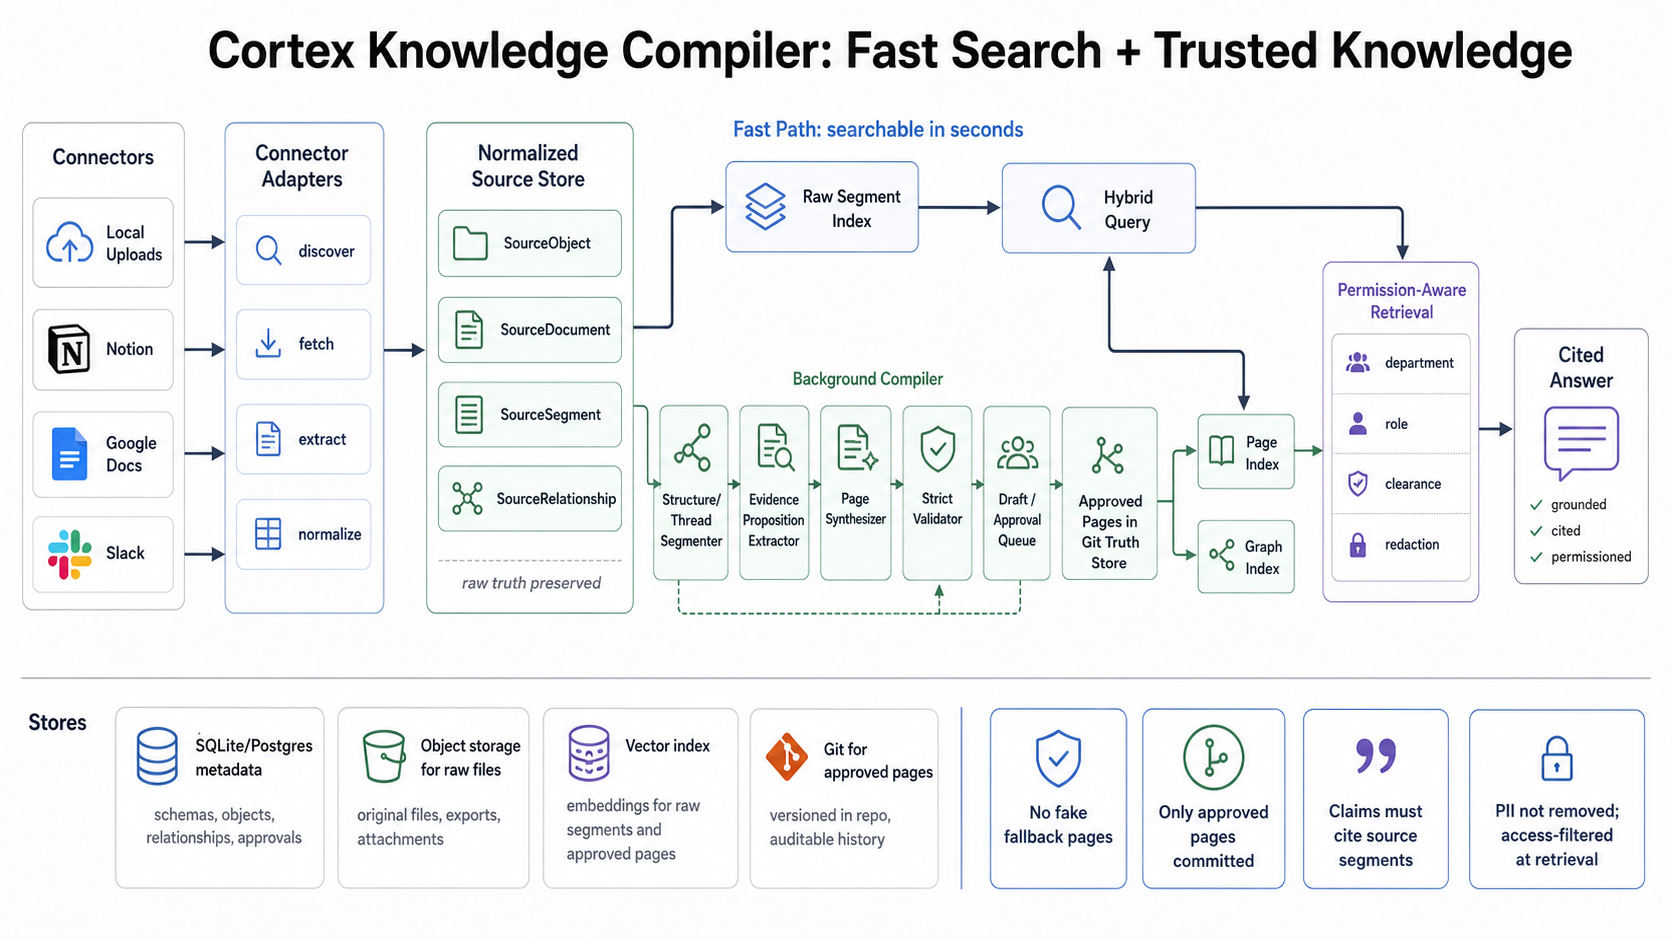 Cortex Knowledge Compiler: Fast Search + Trusted Knowledge
Connectors
Local
Uploads
Notion
Google
Docs
Slack
Connector
Adapters
discover
fetch
extract
normalize
Normalized
Source Store
SourceObject
SourceDocument
SourceSegment
SourceRelationship
raw truth preserved
Fast Path: searchable in seconds
Raw Segment
Index
Hybrid
Query
Background Compiler
Structure/
Thread
Segmenter
Evidence
Proposition
Extractor
Page
Synthesizer
Strict
Validator
Draft /
Approval
Queue
Approved
Pages in
Git Truth
Store
Page
Index
Graph
Index
Permission-Aware
Retrieval
department
role
clearance
redaction
Cited
Answer
grounded
cited
permissioned
Stores
SQLite/Postgres
metadata
schemas, objects,
relationships, approvals
Object storage
for raw files
original files, exports,
attachments
Vector index
embeddings for raw
segments and
approved pages
Git for
approved pages
versioned in repo,
auditable history
No fake
fallback pages
Only approved
pages
committed
Claims must
cite source
segments
PII not removed;
access-filtered
at retrieval